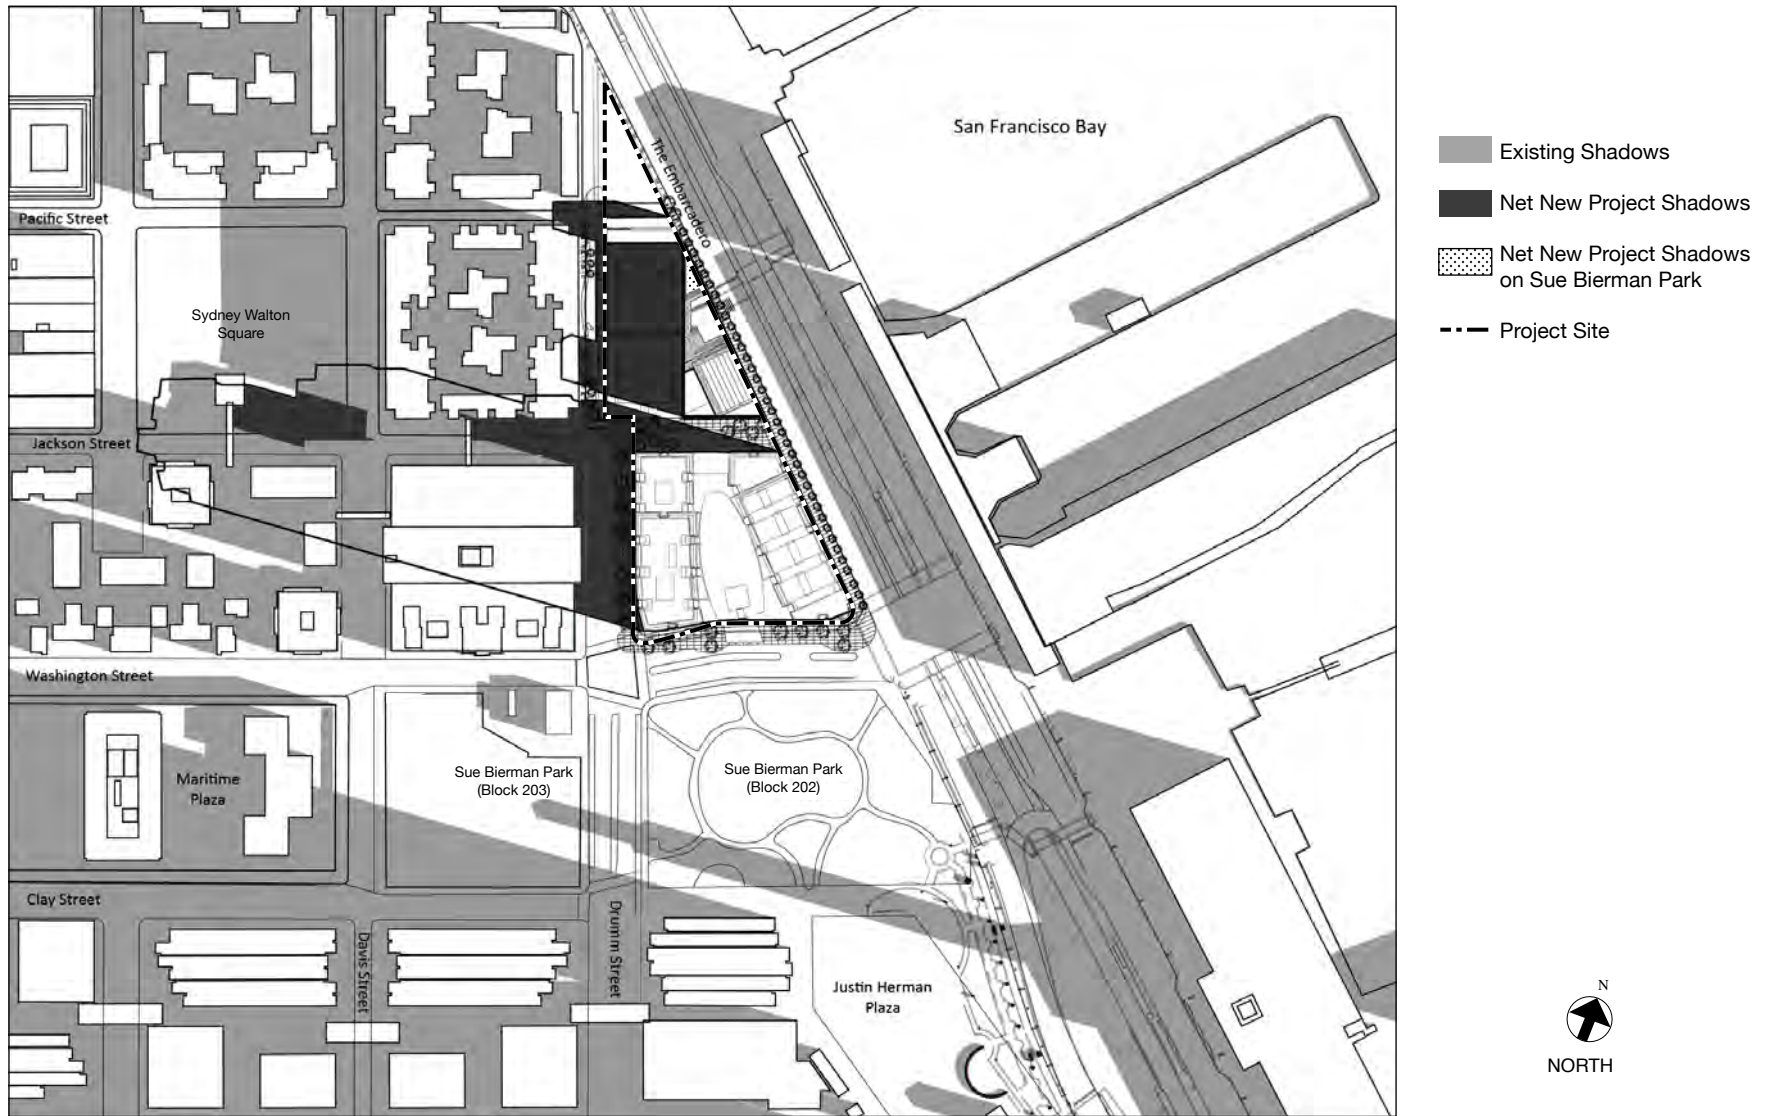 San Francisco Bay
The Embarcadero
Pacific Street
Sydney Walton
Square
Jackson Street
Washington Street
Maritime
Plaza
Sue Bierman Park
(Block 203)
Sue Bierman Park
(Block 202)
Clay Street
Davis Street
Drumm Street
Justin Herman
Plaza
Existing Shadows
Net New Project Shadows
Net New Project Shadows
on Sue Bierman Park
Project Site
N
NORTH